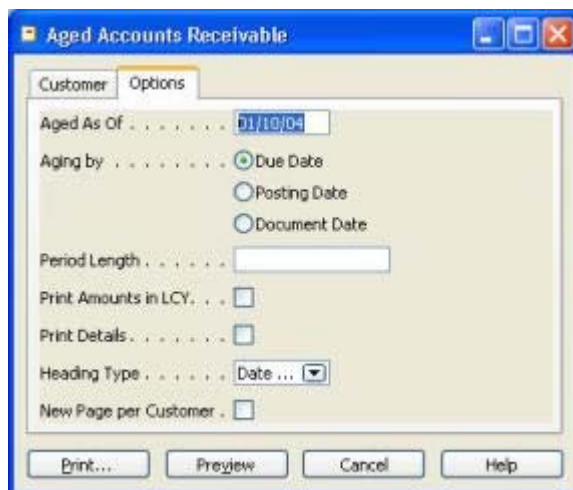 Aged Accounts Receivable
Customer Options
Aged As Of . . . . . . . 01/10/04
Aging by . . . . . . . . Due Date
Posting Date
Document Date
Period Length . . . . . .
Print Amounts in LCY. . .
Print Details. . . . . . .
Heading Type . . . . . . Date ...
New Page per Customer .
Print... Preview Cancel Help